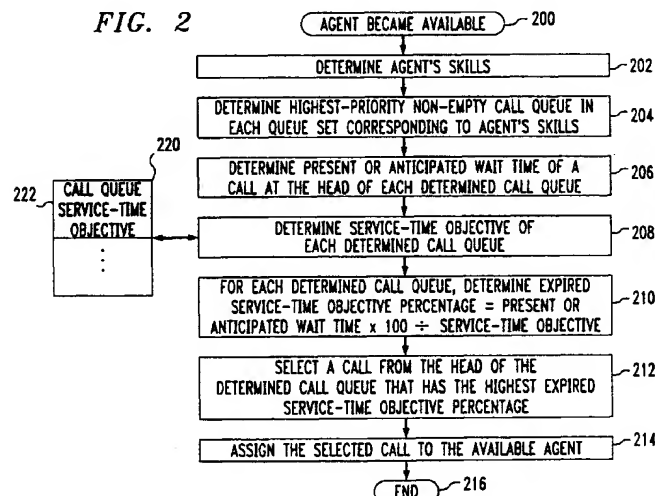 FIG. 2
AGENT BECAME AVAILABLE
200
DETERMINE AGENT'S SKILLS
202
DETERMINE HIGHEST-PRIORITY NON-EMPTY CALL QUEUE IN
EACH QUEUE SET CORRESPONDING TO AGENT'S SKILLS
204
DETERMINE PRESENT OR ANTICIPATED WAIT TIME OF A
CALL AT THE HEAD OF EACH DETERMINED CALL QUEUE
206
220
222
CALL QUEUE
SERVICE-TIME
OBJECTIVE
⋮
DETERMINE SERVICE-TIME OBJECTIVE OF
EACH DETERMINED CALL QUEUE
208
FOR EACH DETERMINED CALL QUEUE, DETERMINE EXPIRED
SERVICE-TIME OBJECTIVE PERCENTAGE = PRESENT OR
ANTICIPATED WAIT TIME x 100 ÷ SERVICE-TIME OBJECTIVE
210
SELECT A CALL FROM THE HEAD OF THE
DETERMINED CALL QUEUE THAT HAS THE HIGHEST EXPIRED
SERVICE-TIME OBJECTIVE PERCENTAGE
212
ASSIGN THE SELECTED CALL TO THE AVAILABLE AGENT
214
END
216